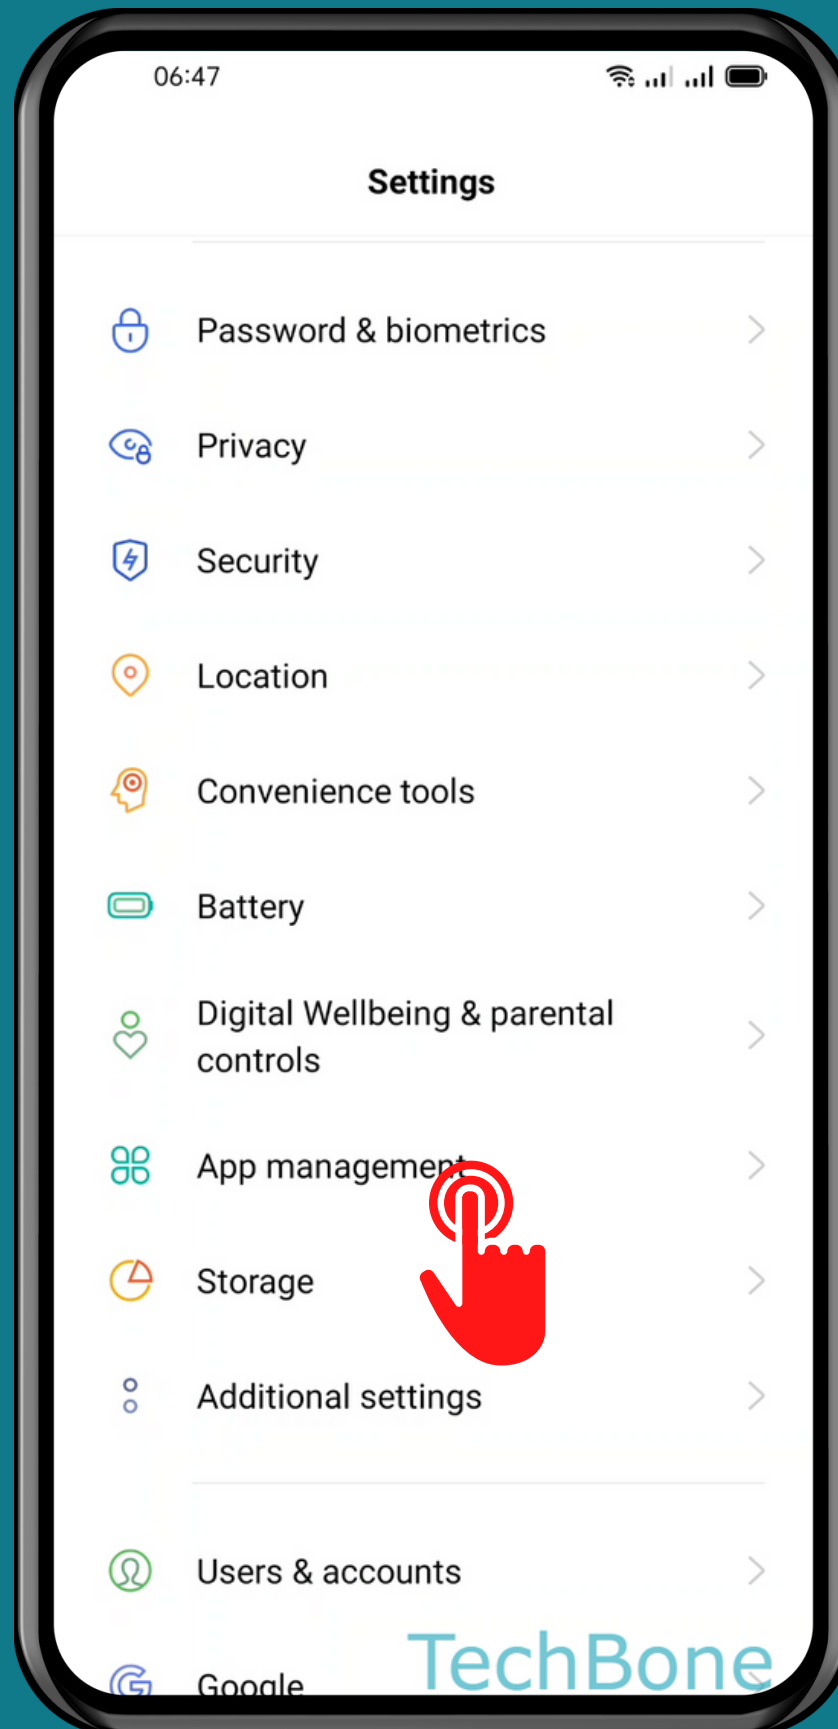 06:47
Settings
Password & biometrics
Privacy
Security
Location
Convenience tools
Battery
Digital Wellbeing & parental
controls
App management
Storage
Additional settings
Users & accounts
Google
TechBone